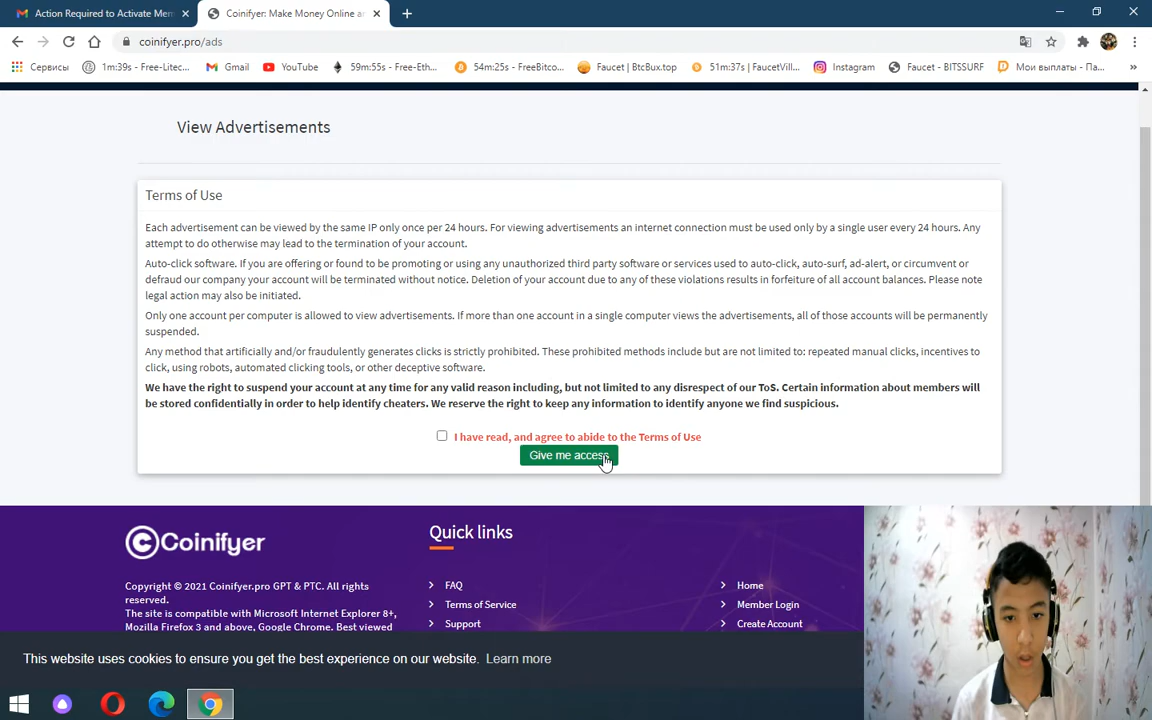 Action Required to Activate Mem
Coinifyer: Make Money Online a
coinifyer.pro/ads
Сервисы
1m:39s - Free-Litec...
Gmail
YouTube
59m:55s - Free-Eth...
54m:25s - FreeBitco...
Faucet | BtcBux.top
51m:37s | FaucetVill...
Instagram
Faucet - BITSSURF
Мои выплаты - Па...
View Advertisements
Terms of Use
Each advertisement can be viewed by the same IP only once per 24 hours. For viewing advertisements an internet connection must be used only by a single user every 24 hours. Any
attempt to do otherwise may lead to the termination of your account.
Auto-click software. If you are offering or found to be promoting or using any unauthorized third party software or services used to auto-click, auto-surf, ad-alert, or circumvent or
defraud our company your account will be terminated without notice. Deletion of your account due to any of these violations results in forfeiture of all account balances. Please note
legal action may also be initiated.
Only one account per computer is allowed to view advertisements. If more than one account in a single computer views the advertisements, all of those accounts will be permanently
suspended.
Any method that artificially and/or fraudulently generates clicks is strictly prohibited. These prohibited methods include but are not limited to: repeated manual clicks, incentives to
click, using robots, automated clicking tools, or other deceptive software.
We have the right to suspend your account at any time for any valid reason including, but not limited to any disrespect of our ToS. Certain information about members will
be stored confidentially in order to help identify cheaters. We reserve the right to keep any information to identify anyone we find suspicious.
I have read, and agree to abide to the Terms of Use
Give me access
Coinifyer
Copyright © 2021 Coinifyer.pro GPT & PTC. All rights
reserved.
The site is compatible with Microsoft Internet Explorer 8+,
Mozilla Firefox 3 and above, Google Chrome. Best viewed
Quick links
FAQ
Terms of Service
Support
Home
Member Login
Create Account
This website uses cookies to ensure you get the best experience on our website. Learn more